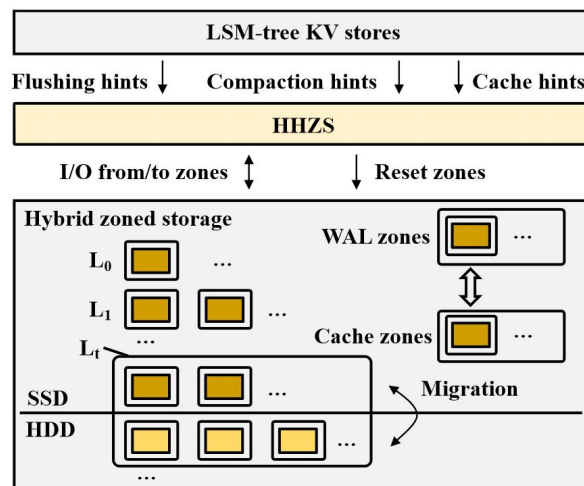 LSM-tree KV stores
Flushing hints Compaction hints Cache hints
HHZS
I/O from/to zones Reset zones
Hybrid zoned storage
WAL zones ...
L0 ...
L1 ...
Cache zones ...
...
Lt
...
Migration
SSD
HDD
...
...